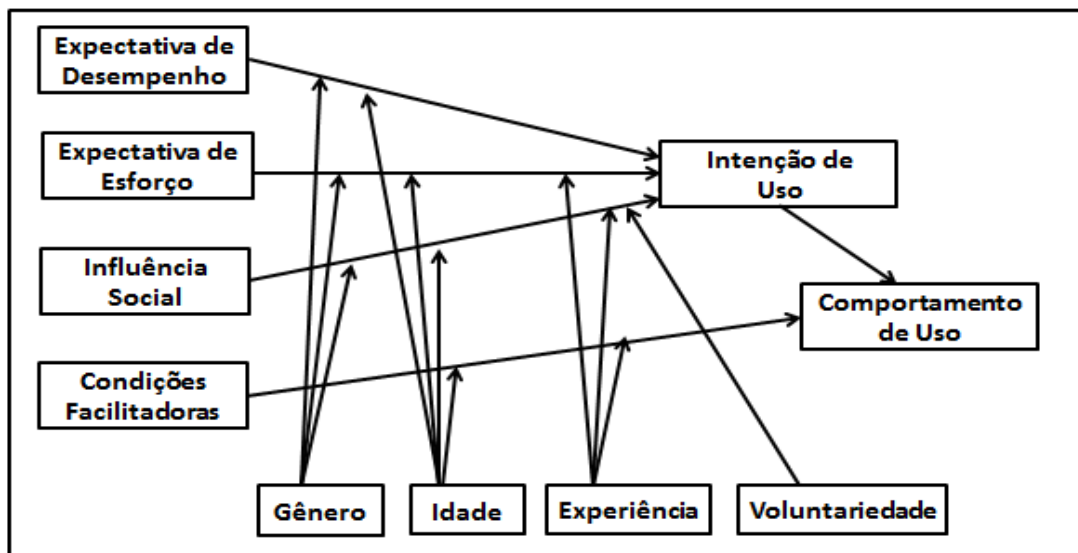 Expectativa de
Desempenho
Expectativa de
Esforço
Intenção de
Uso
Influência
Social
Comportamento
de Uso
Condições
Facilitadoras
Gênero
Idade
Experiência
Voluntariedade